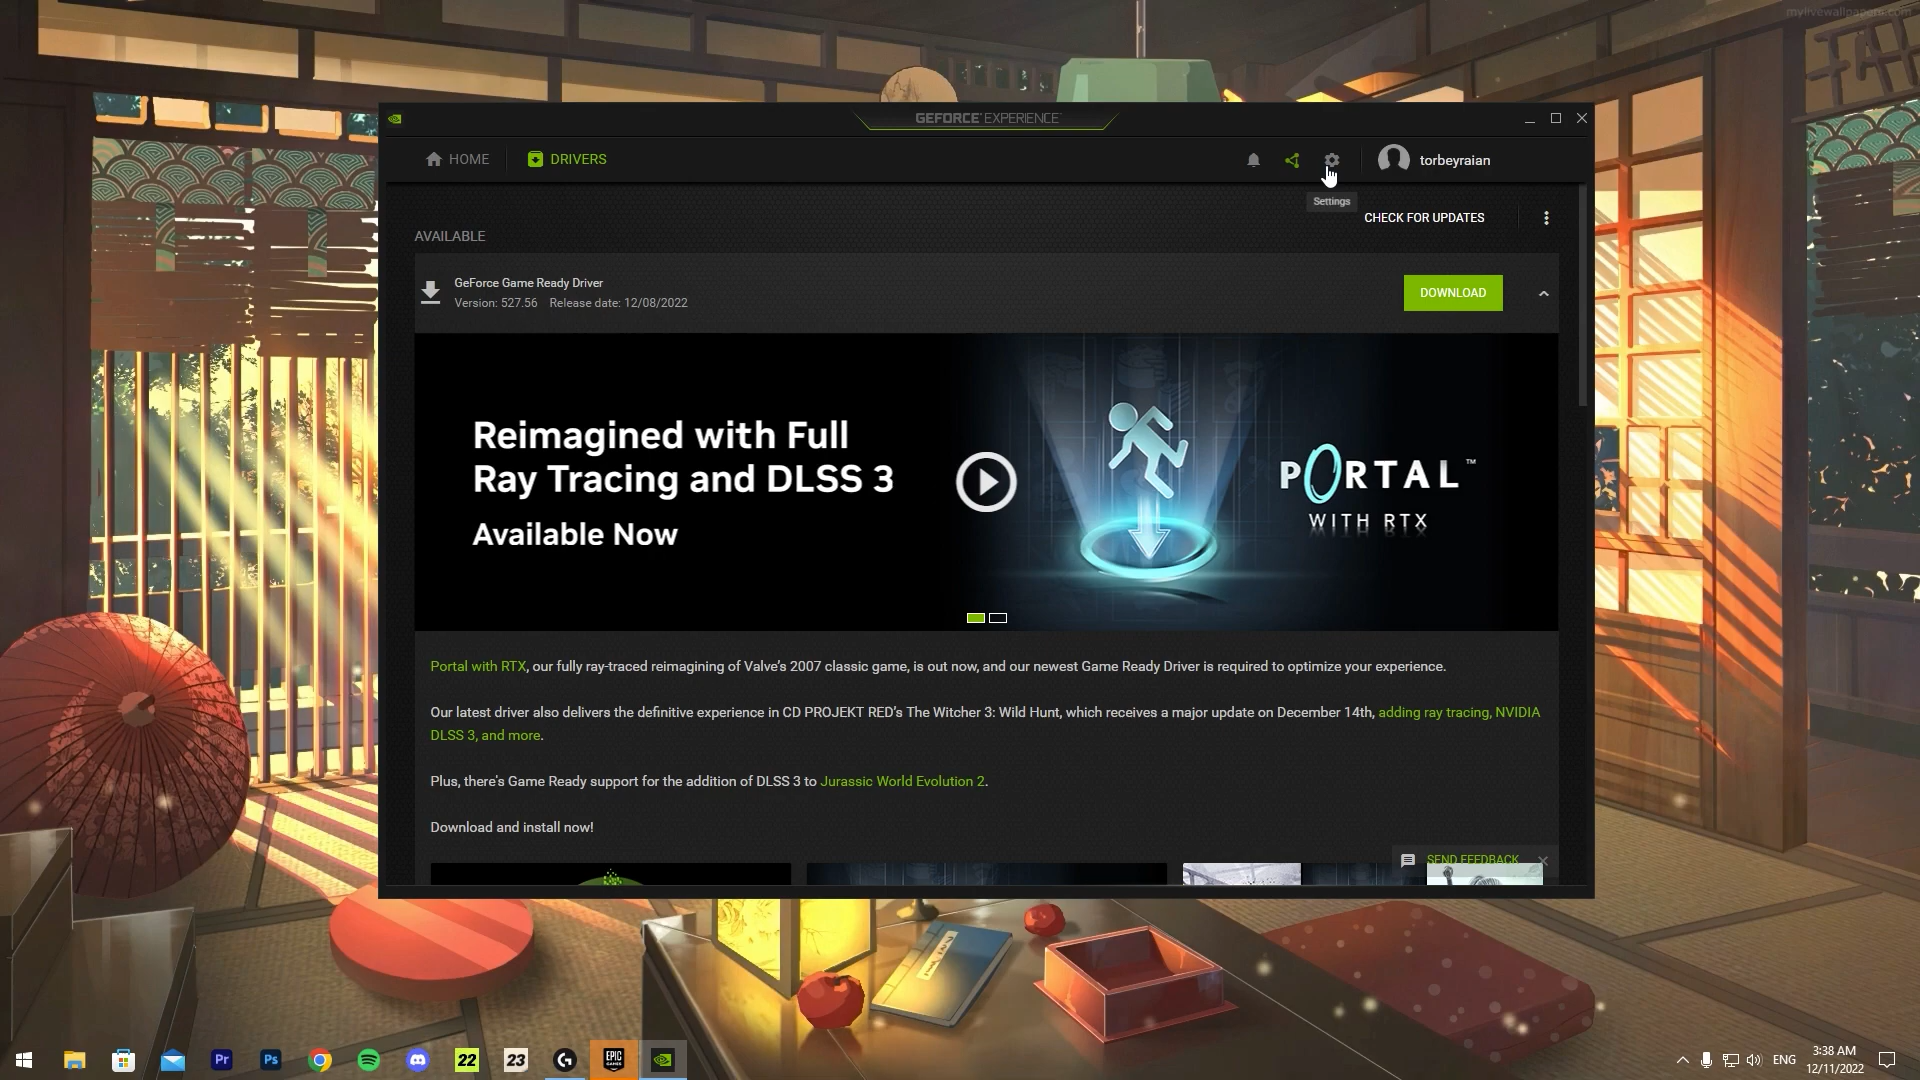 mylivewallpapers.com
GEFORCE EXPERIENCE
HOME
DRIVERS
torbeyraian
Settings
CHECK FOR UPDATES
AVAILABLE
GeForce Game Ready Driver
Version: 527.56 Release date: 12/08/2022
DOWNLOAD
Reimagined with Full
Ray Tracing and DLSS 3
Available Now
PORTAL™
WITH RTX
Portal with RTX, our fully ray-traced reimagining of Valve's 2007 classic game, is out now, and our newest Game Ready Driver is required to optimize your experience.
Our latest driver also delivers the definitive experience in CD PROJEKT RED's The Witcher 3: Wild Hunt, which receives a major update on December 14th, adding ray tracing, NVIDIA
DLSS 3, and more.
Plus, there's Game Ready support for the addition of DLSS 3 to Jurassic World Evolution 2.
Download and install now!
SEND FEEDBACK
Pr
Ps
22
23
EPIC
GAMES
ENG
3:38 AM
12/11/2022